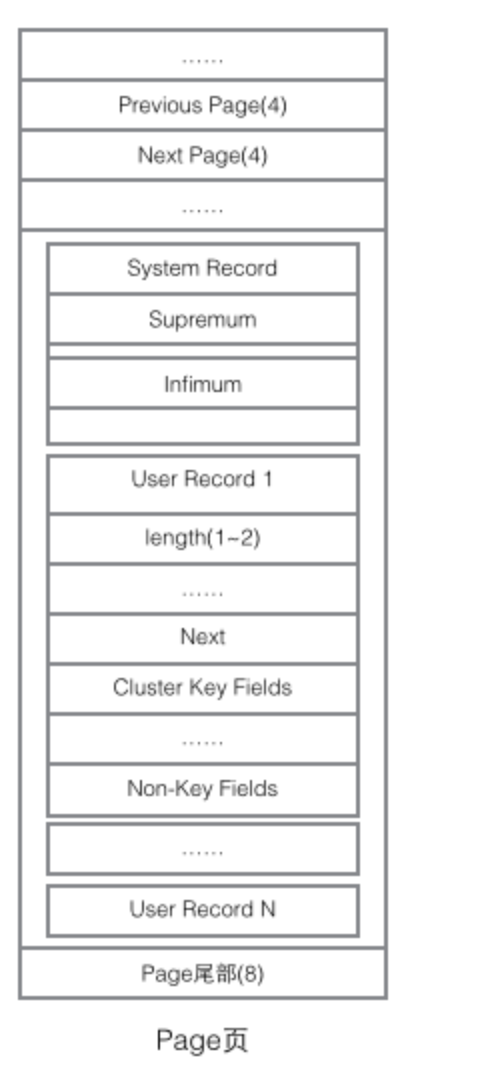 ……
Previous Page(4)
Next Page(4)
……
System Record
Supremum
Infimum
User Record 1
length(1~2)
……
Next
Cluster Key Fields
……
Non-Key Fields
……
User Record N
Page尾部(8)
Page页